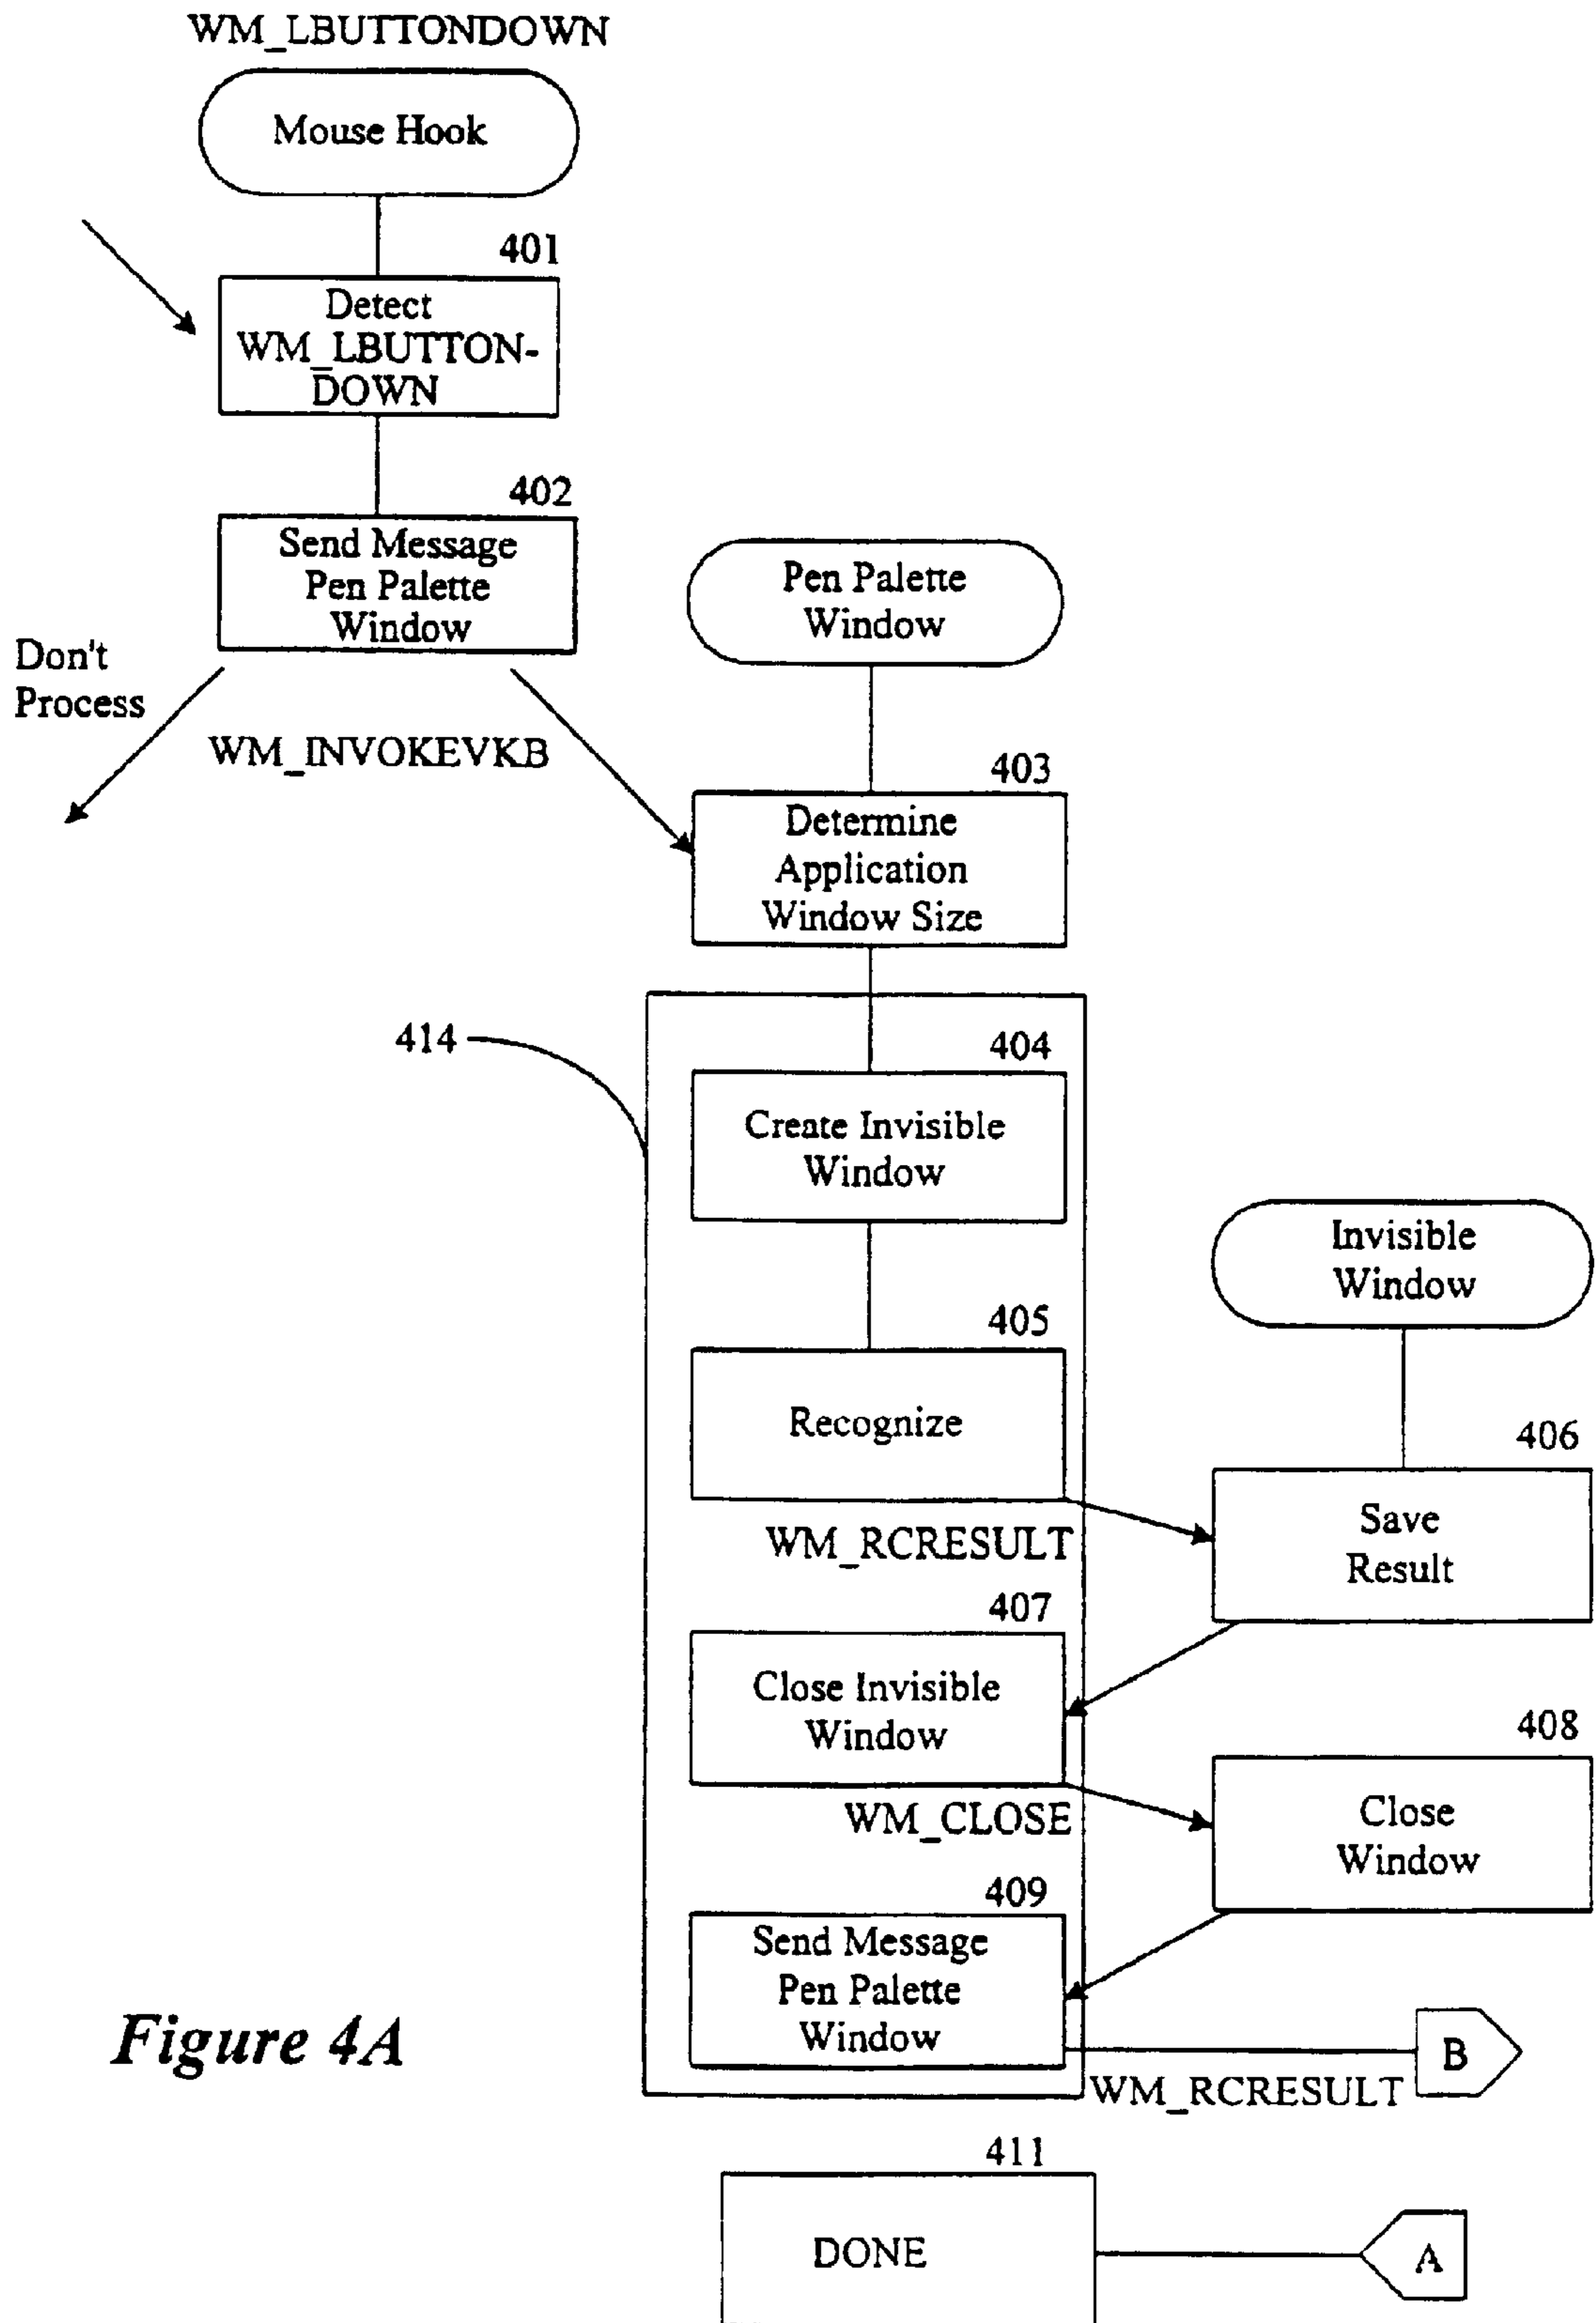 WM_LBUTTONDOWN
Mouse Hook
401
Detect
WM_LBUTTON-
DOWN
402
Send Message
Pen Palette
Window
Don't
Process
WM_INVOKEVKB
Pen Palette
Window
403
Determine
Application
Window Size
414
404
Create Invisible
Window
405
Recognize
WM_RCRESULT
Invisible
Window
406
Save
Result
407
Close Invisible
Window
WM_CLOSE
408
Close
Window
409
Send Message
Pen Palette
Window
WM_RCRESULT
B
411
DONE
A
Figure 4A